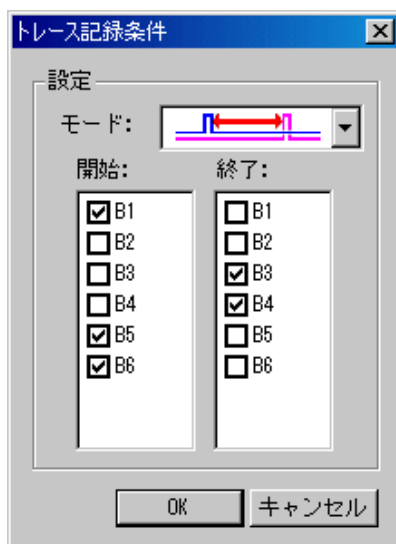 トレース記録条件
設定
モード:
開始: 終了:
B1 B1
B2 B2
B3 B3
B4 B4
B5 B5
B6 B6
OK キャンセル